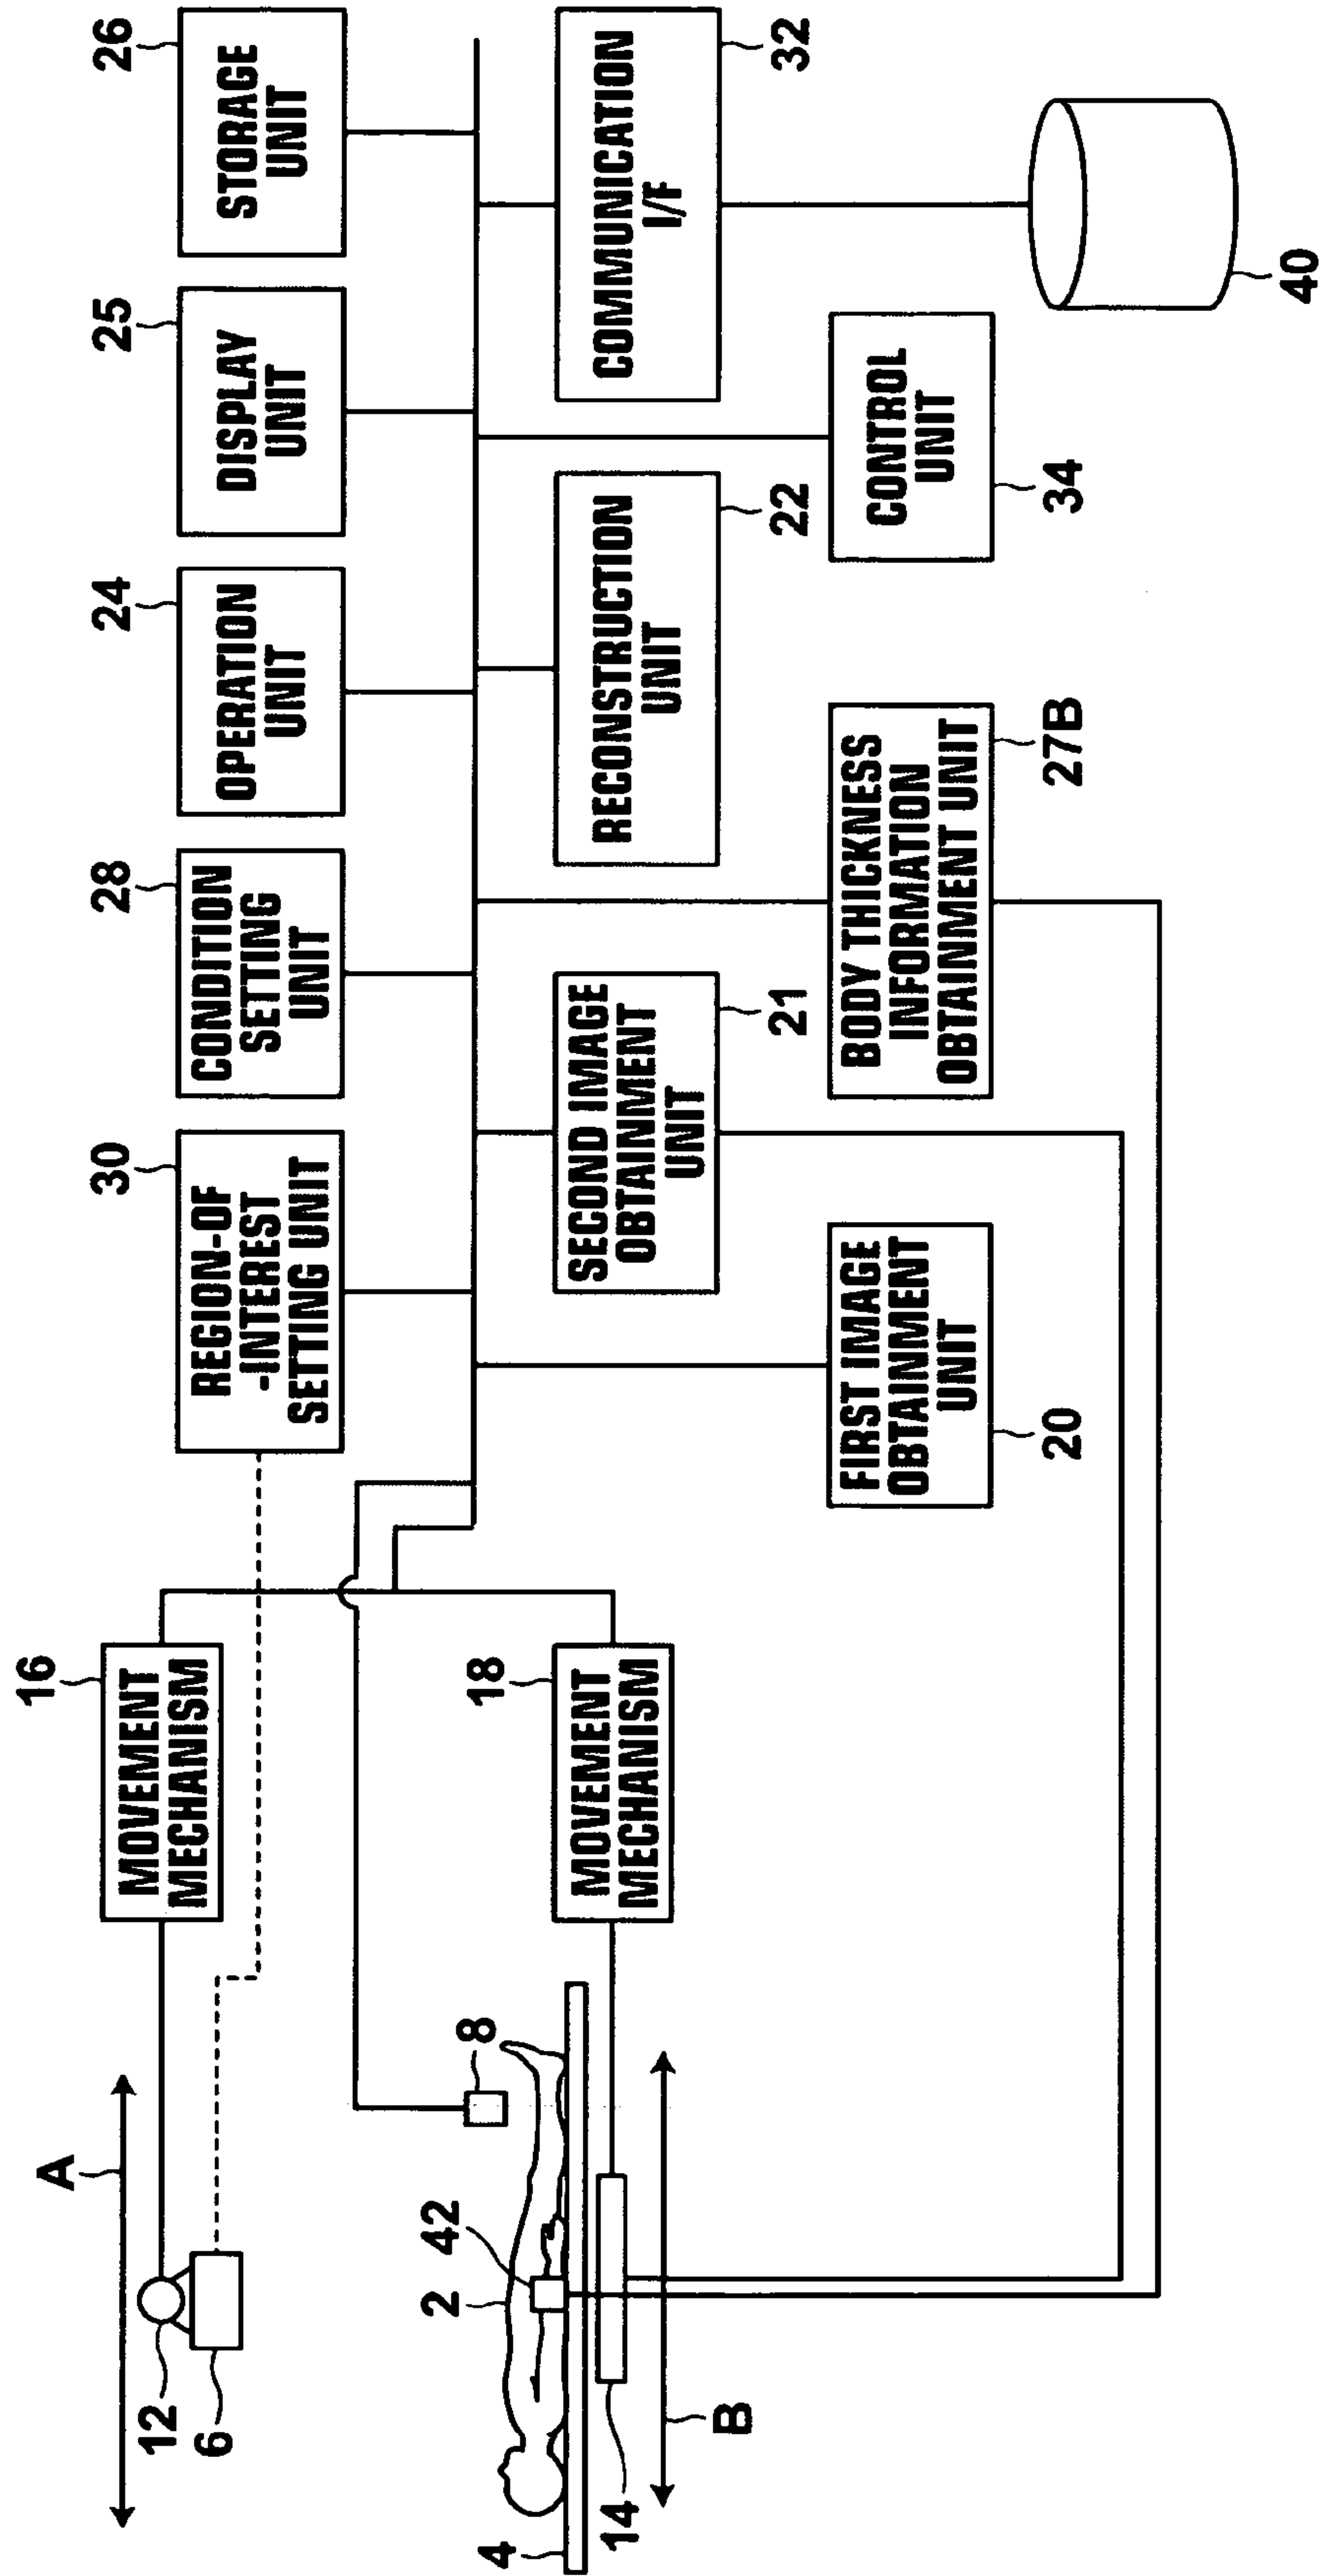 A
12
6
16
MOVEMENT
MECHANISM
30
REGION-OF
-INTEREST
SETTING UNIT
28
CONDITION
SETTING
UNIT
24
OPERATION
UNIT
25
DISPLAY
UNIT
26
STORAGE
UNIT
4
2
42
8
14
B
18
MOVEMENT
MECHANISM
SECOND IMAGE
OBTAINMENT
UNIT
21
RECONSTRUCTION
UNIT
22
COMMUNICATION
I/F
32
FIRST IMAGE
OBTAINMENT
UNIT
20
BODY THICKNESS
INFORMATION
OBTAINMENT UNIT
27B
CONTROL
UNIT
34
40